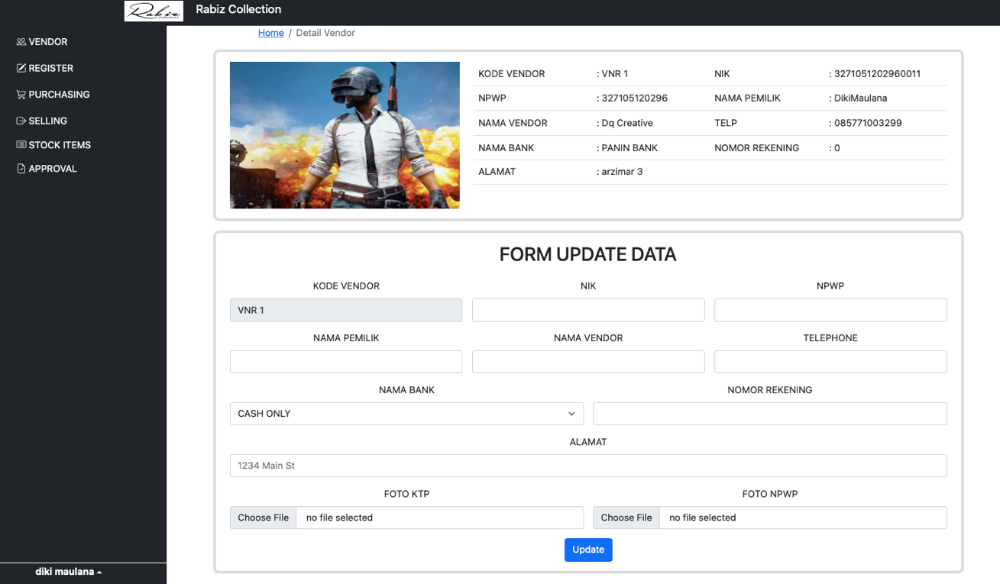 Rabiz Collection Rabiz Collection
Home / Detail Vendor
VENDOR
REGISTER
PURCHASING
SELLING
STOCK ITEMS
APPROVAL
KODE VENDOR : VNR 1 NIK : 3271051202960011
NPWP : 327105120296 NAMA PEMILIK : DikiMaulana
NAMA VENDOR : Dq Creative TELP : 085771003299
NAMA BANK : PANIN BANK NOMOR REKENING : 0
ALAMAT : arzimar 3
FORM UPDATE DATA
KODE VENDOR NIK NPWP
VNR 1
NAMA PEMILIK NAMA VENDOR TELEPHONE
NAMA BANK NOMOR REKENING
CASH ONLY
ALAMAT
1234 Main St
FOTO KTP FOTO NPWP
Choose File no file selected Choose File no file selected
Update
diki maulana